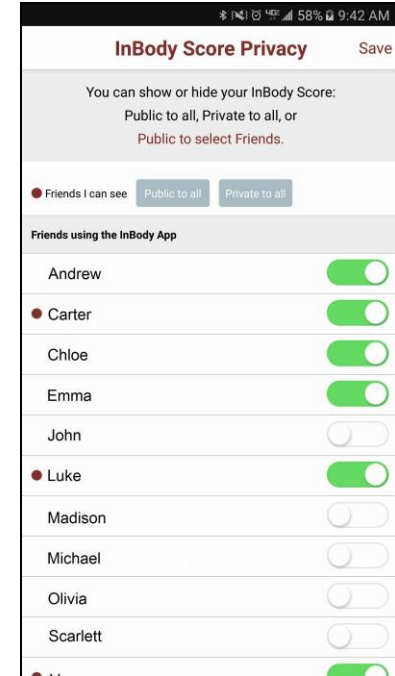 58% 9:42 AM
InBody Score Privacy Save
You can show or hide your InBody Score:
Public to all, Private to all, or
Public to select Friends.
Friends I can see Public to all Private to all
Friends using the InBody App
Andrew
Carter
Chloe
Emma
John
Luke
Madison
Michael
Olivia
Scarlett